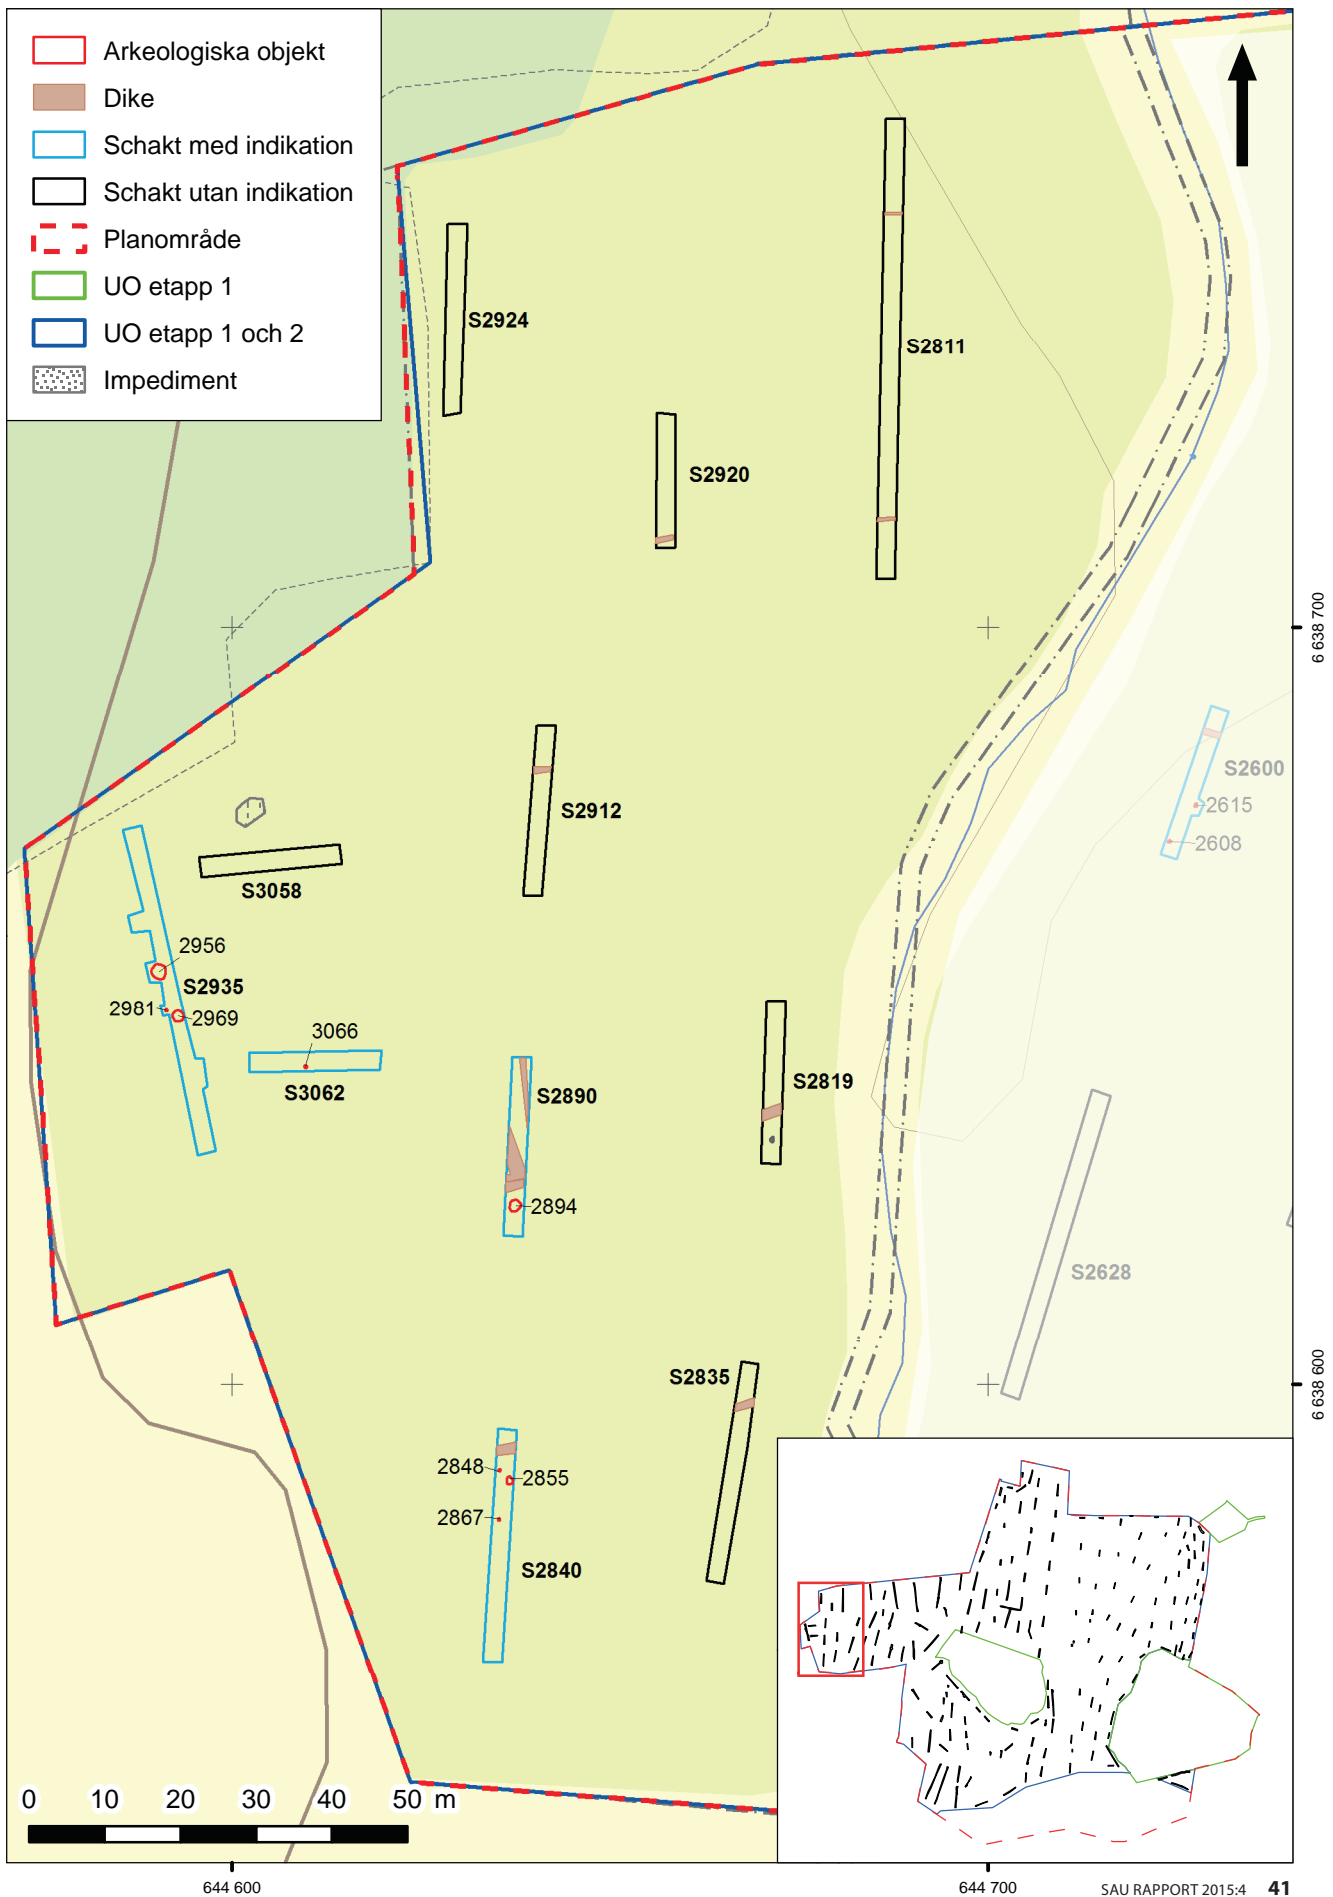 Arkeologiska objekt
Dike
Schakt med indikation
Schakt utan indikation
Planområde
UO etapp 1
UO etapp 1 och 2
Impediment
S2924
S2811
S2920
6 638 700
S2600
2615
2608
S2912
S3058
2956
S2935
2981
2969
3066
S3062
S2890
S2819
2894
S2628
S2835
6 638 600
2848
2855
2867
S2840
0 10 20 30 40 50 m
644 600
644 700
SAU RAPPORT 2015:4 41